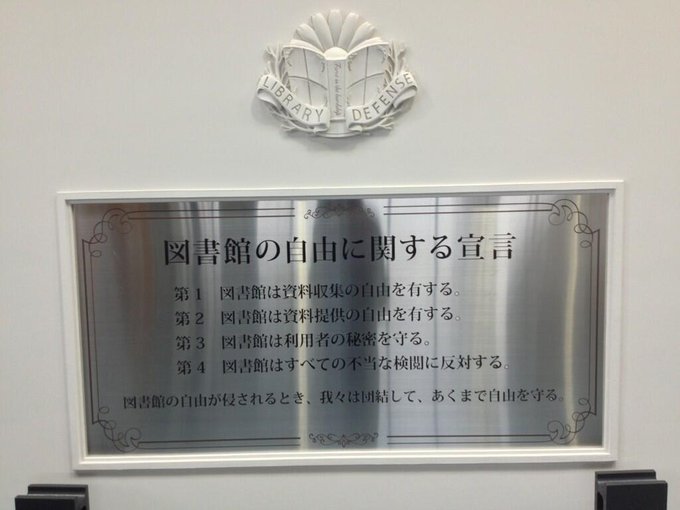 LIBRARY DEFENSE
図書館の自由に関する宣言
第1 図書館は資料収集の自由を有する。
第2 図書館は資料提供の自由を有する。
第3 図書館は利用者の秘密を守る。
第4 図書館はすべての不当な検閲に反対する。
図書館の自由が侵されるとき、我々は団結して、あくまで自由を守る。